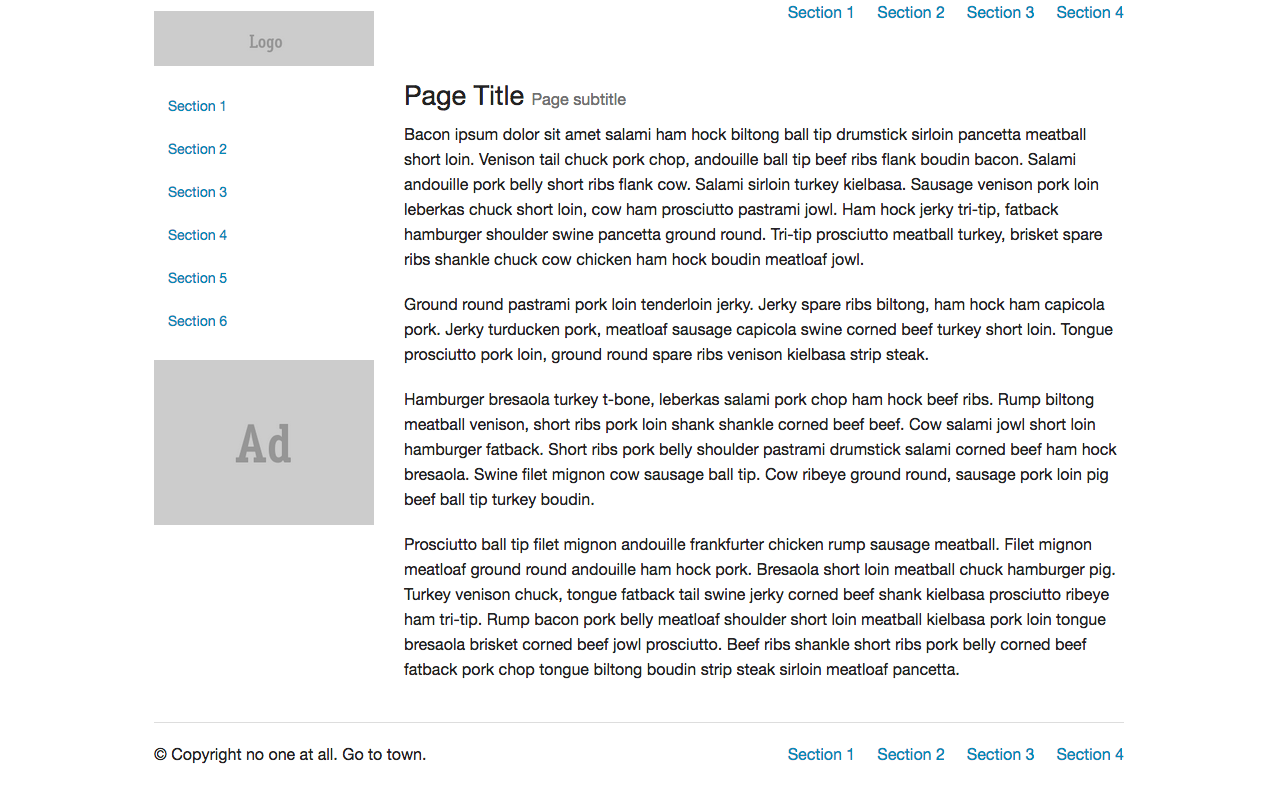 Logo
Section 1 Section 2 Section 3 Section 4
Section 1
Section 2
Section 3
Section 4
Section 5
Section 6
Ad
Page Title Page subtitle
Bacon ipsum dolor sit amet salami ham hock biltong ball tip drumstick sirloin pancetta meatball
short loin. Venison tail chuck pork chop, andouille ball tip beef ribs flank boudin bacon. Salami
andouille pork belly short ribs flank cow. Salami sirloin turkey kielbasa. Sausage venison pork loin
leberkas chuck short loin, cow ham prosciutto pastrami jowl. Ham hock jerky tri-tip, fatback
hamburger shoulder swine pancetta ground round. Tri-tip prosciutto meatball turkey, brisket spare
ribs shankle chuck cow chicken ham hock boudin meatloaf jowl.
Ground round pastrami pork loin tenderloin jerky. Jerky spare ribs biltong, ham hock ham capicola
pork. Jerky turducken pork, meatloaf sausage capicola swine corned beef turkey short loin. Tongue
prosciutto pork loin, ground round spare ribs venison kielbasa strip steak.
Hamburger bresaola turkey t-bone, leberkas salami pork chop ham hock beef ribs. Rump biltong
meatball venison, short ribs pork loin shank shankle corned beef beef. Cow salami jowl short loin
hamburger fatback. Short ribs pork belly shoulder pastrami drumstick salami corned beef ham hock
bresaola. Swine filet mignon cow sausage ball tip. Cow ribeye ground round, sausage pork loin pig
beef ball tip turkey boudin.
Prosciutto ball tip filet mignon andouille frankfurter chicken rump sausage meatball. Filet mignon
meatloaf ground round andouille ham hock pork. Bresaola short loin meatball chuck hamburger pig.
Turkey venison chuck, tongue fatback tail swine jerky corned beef shank kielbasa prosciutto ribeye
ham tri-tip. Rump bacon pork belly meatloaf shoulder short loin meatball kielbasa pork loin tongue
bresaola brisket corned beef jowl prosciutto. Beef ribs shankle short ribs pork belly corned beef
fatback pork chop tongue biltong boudin strip steak sirloin meatloaf pancetta.
© Copyright no one at all. Go to town.
Section 1 Section 2 Section 3 Section 4